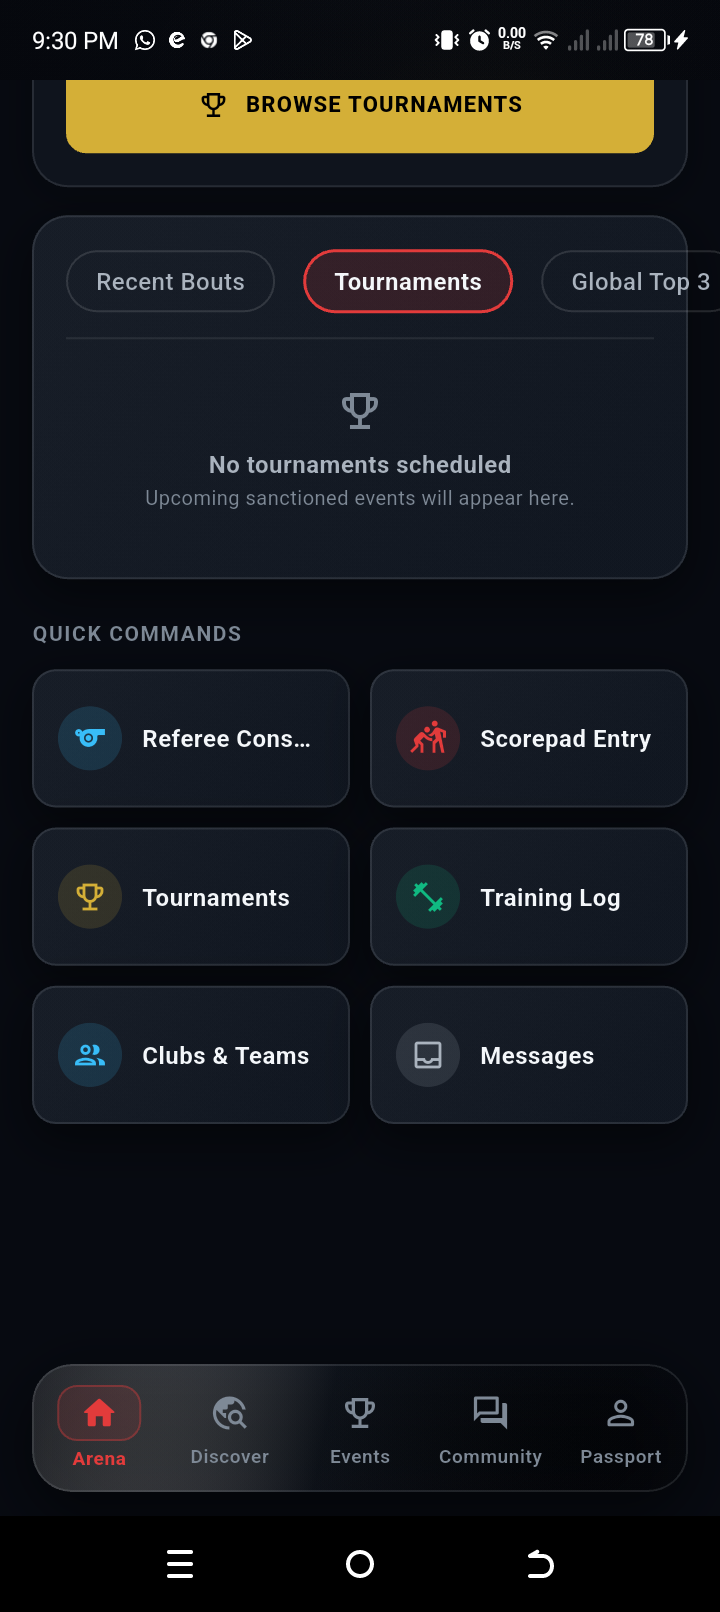 9:30 PM
0.00
B/S
78
BROWSE TOURNAMENTS
Recent Bouts
Tournaments
Global Top 3
No tournaments scheduled
Upcoming sanctioned events will appear here.
QUICK COMMANDS
Referee Cons...
Scorepad Entry
Tournaments
Training Log
Clubs & Teams
Messages
Arena
Discover
Events
Community
Passport